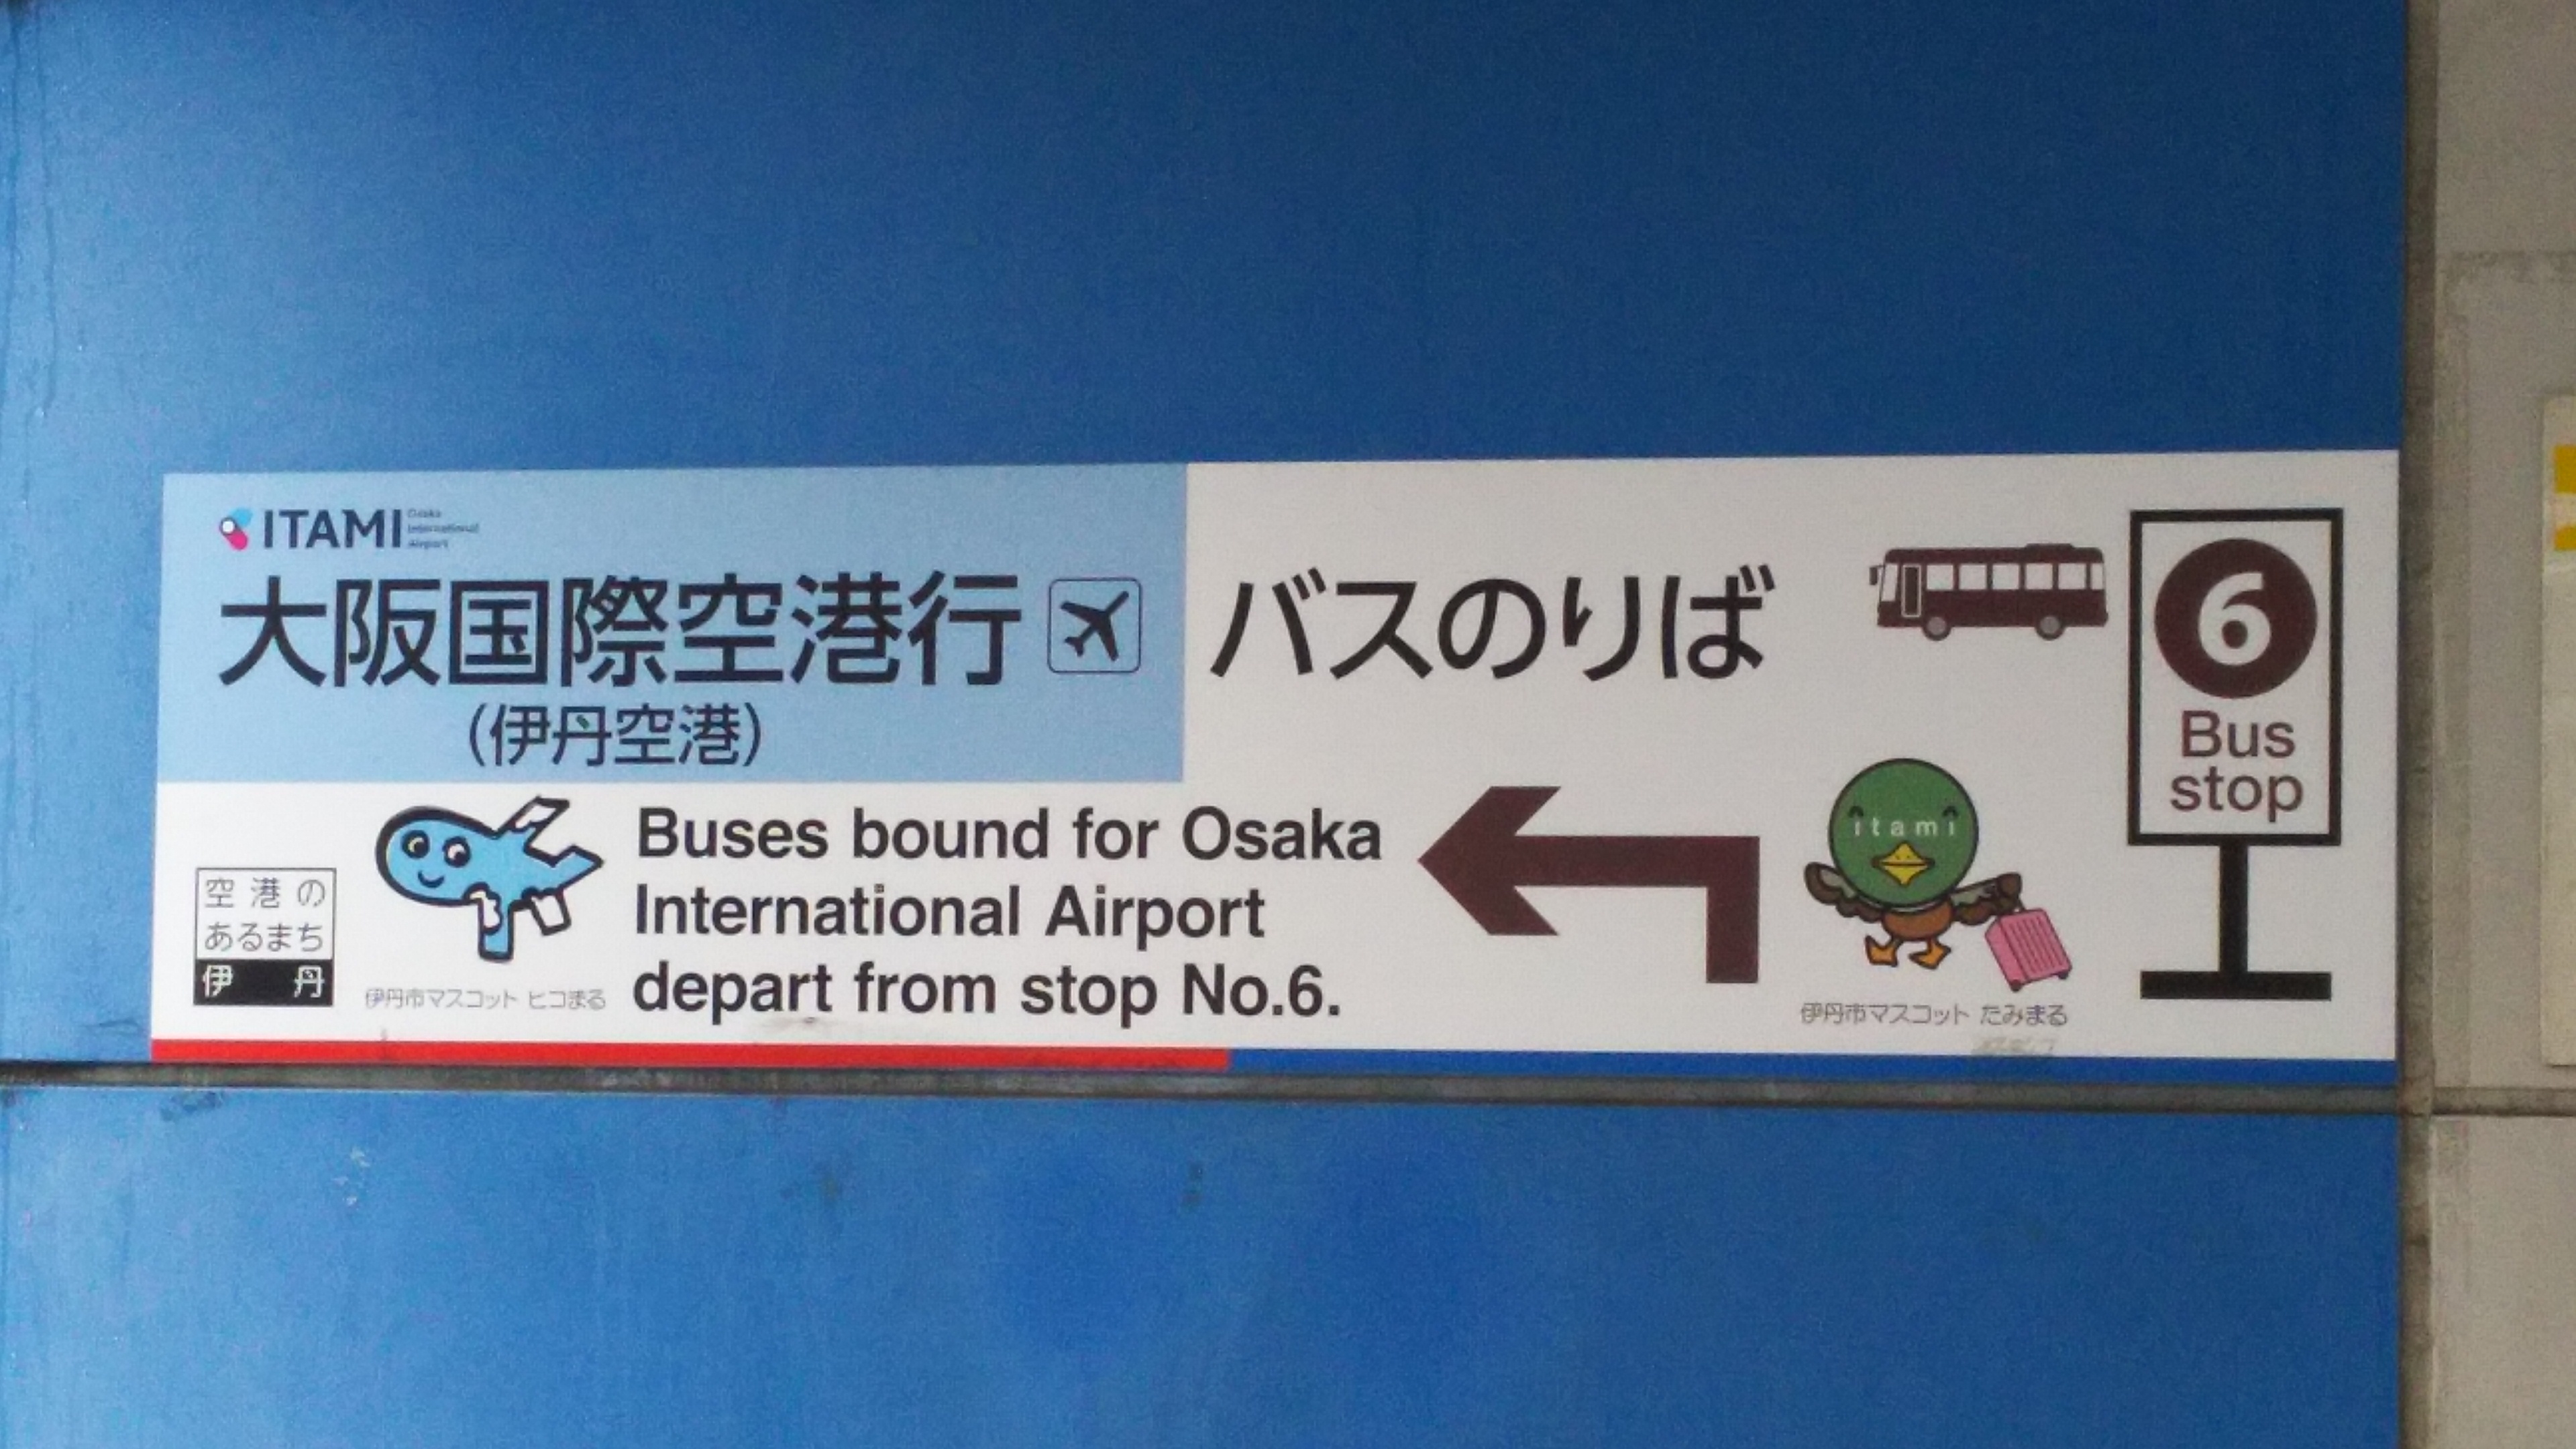 ITAMI Osaka International Airport
大阪国際空港行
(伊丹空港)
バスのりば
6
Bus
stop
空港の
あるまち
伊丹
伊丹市マスコット ヒコまる
Buses bound for Osaka
International Airport
depart from stop No.6.
itami
伊丹市マスコット たみまる